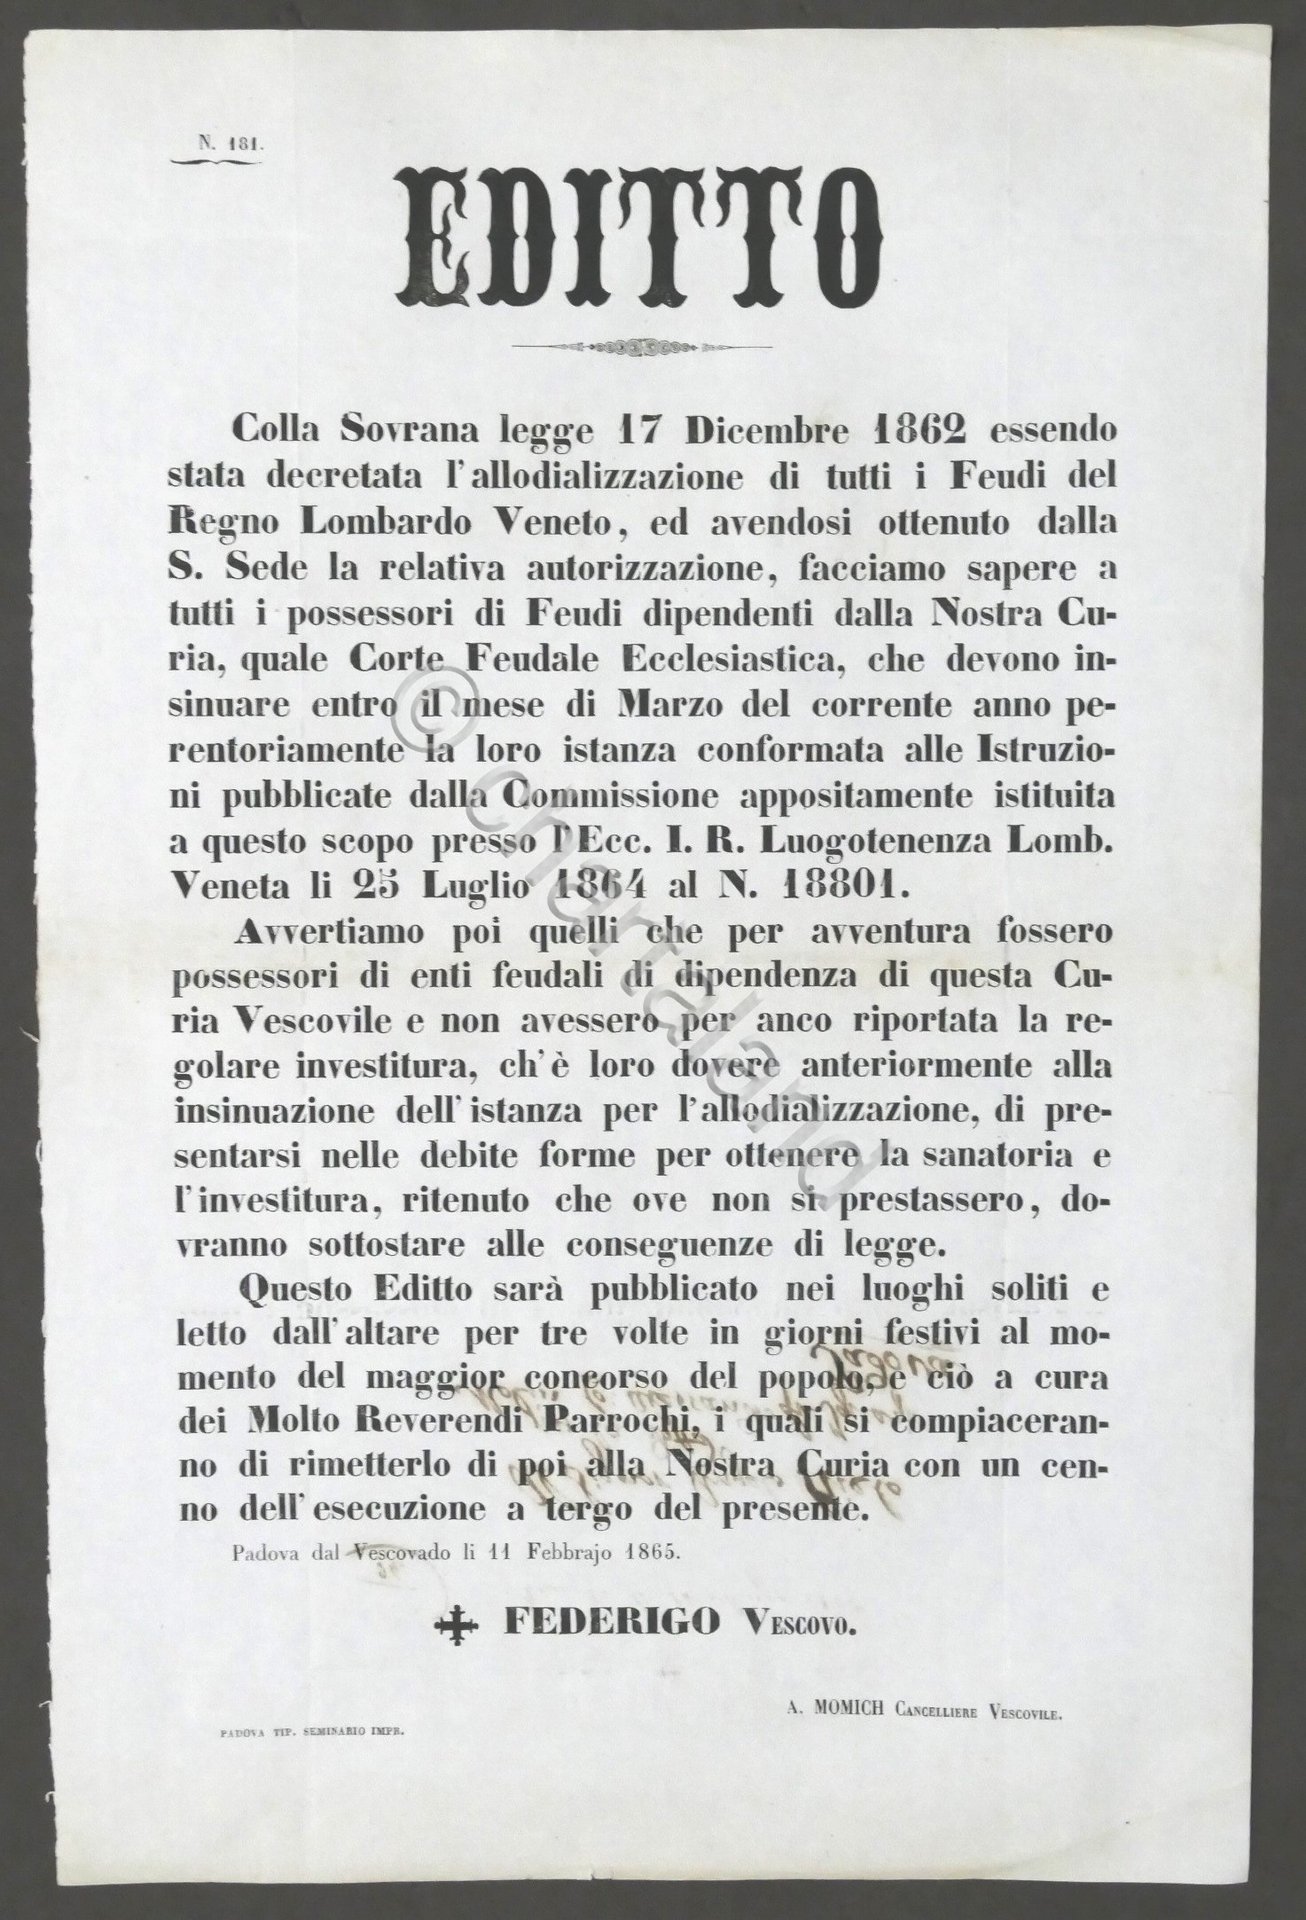 N. 181.
EDITTO
Colla Sovrana legge 17 Dicembre 1862 essendo
stata decretata l'allodializzazione di tutti i Feudi del
Regno Lombardo Veneto, ed avendosi ottenuto dalla
S. Sede la relativa autorizzazione, facciamo sapere a
tutti i possessori di Feudi dipendenti dalla Nostra Cu-
ria, quale Corte Feudale Ecclesiastica, che devono in-
sinuare entro il mese di Marzo del corrente anno pe-
rentoriamente la loro istanza conformata alle Istruzio-
ni pubblicate dalla Commissione appositamente istituita
a questo scopo presso l'Ecc. I. R. Luogotenenza Lomb.
Veneta li 25 Luglio 1864 al N. 18801.
Avvertiamo poi quelli che per avventura fossero
possessori di enti feudali di dipendenza di questa Cu-
ria Vescovile e non avessero per anco riportata la re-
golare investitura, ch'è loro dovere anteriormente alla
insinuazione dell'istanza per l'allodializzazione, di pre-
sentarsi nelle debite forme per ottenere la sanatoria e
l'investitura, ritenuto che ove non si prestassero, do-
vranno sottostare alle conseguenze di legge.
Questo Editto sarà pubblicato nei luoghi soliti e
letto dall'altare per tre volte in giorni festivi al mo-
mento del maggior concorso del popolo, e ciò a cura
dei Molto Reverendi Parrochi, i quali si compiaceran-
no di rimetterlo di poi alla Nostra Curia con un cen-
no dell'esecuzione a tergo del presente.
Padova dal Vescovado li 11 Febbrajo 1865.
FEDERIGO VESCOVO.
A. MOMICH CANCELLIERE VESCOVILE.
PADOVA TIP. SEMINARIO IMPR.
© chartaland